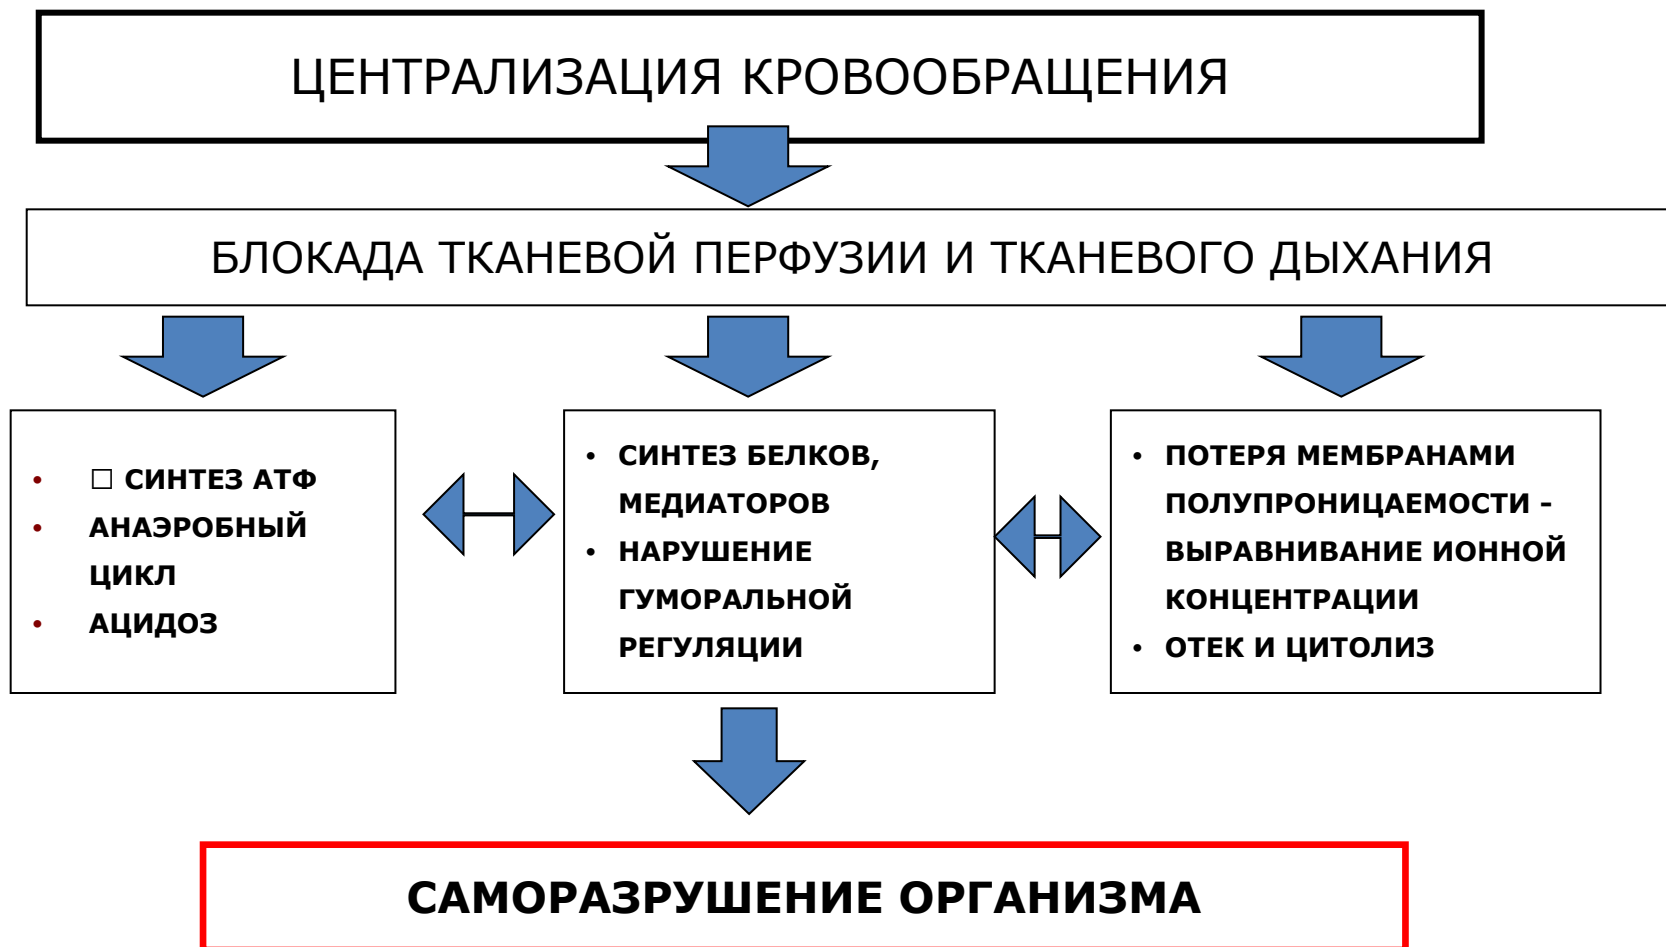 ЦЕНТРАЛИЗАЦИЯ КРОВООБРАЩЕНИЯ
БЛОКАДА ТКАНЕВОЙ ПЕРФУЗИИ И ТКАНЕВОГО ДЫХАНИЯ
• □ СИНТЕЗ АТФ
• АНАЭРОБНЫЙ
ЦИКЛ
• АЦИДОЗ
• СИНТЕЗ БЕЛКОВ,
МЕДИАТОРОВ
• НАРУШЕНИЕ
ГУМОРАЛЬНОЙ
РЕГУЛЯЦИИ
• ПОТЕРЯ МЕМБРАНАМИ
ПОЛУПРОНИЦАЕМОСТИ –
ВЫРАВНИВАНИЕ ИОННОЙ
КОНЦЕНТРАЦИИ
• ОТЕК И ЦИТОЛИЗ
САМОРАЗРУШЕНИЕ ОРГАНИЗМА